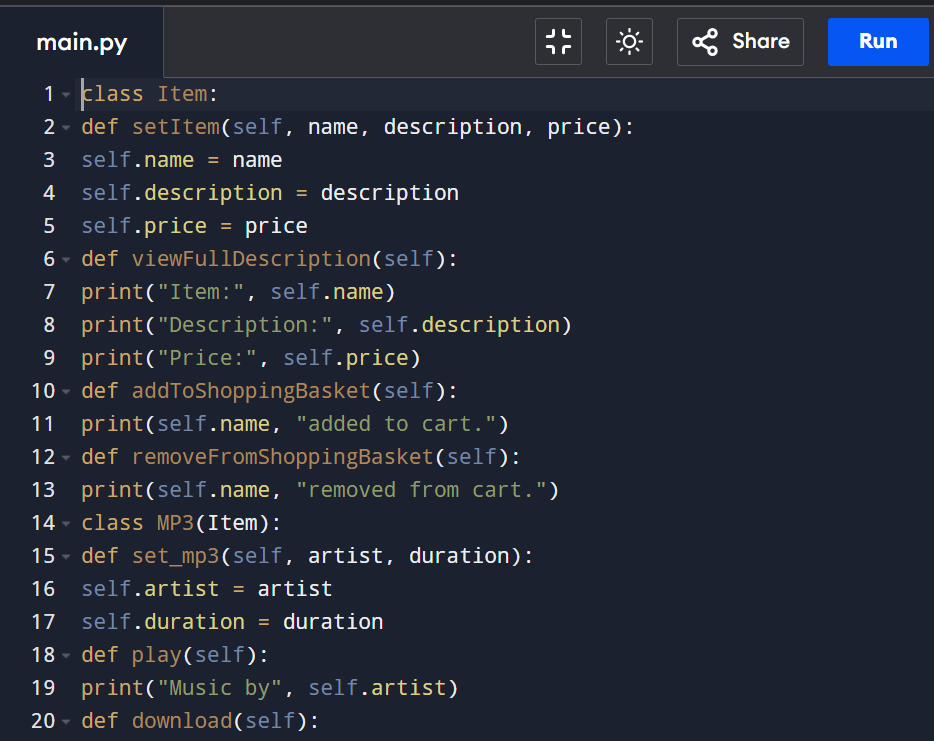 main.py
Share
Run
1 class Item:
2 def setItem(self, name, description, price):
3 self.name = name
4 self.description = description
5 self.price = price
6 def viewFullDescription(self):
7 print("Item:", self.name)
8 print("Description:", self.description)
9 print("Price:", self.price)
10 def addToShoppingBasket(self):
11 print(self.name, "added to cart.")
12 def removeFromShoppingBasket(self):
13 print(self.name, "removed from cart.")
14 class MP3(Item):
15 def set_mp3(self, artist, duration):
16 self.artist = artist
17 self.duration = duration
18 def play(self):
19 print("Music by", self.artist)
20 def download(self):